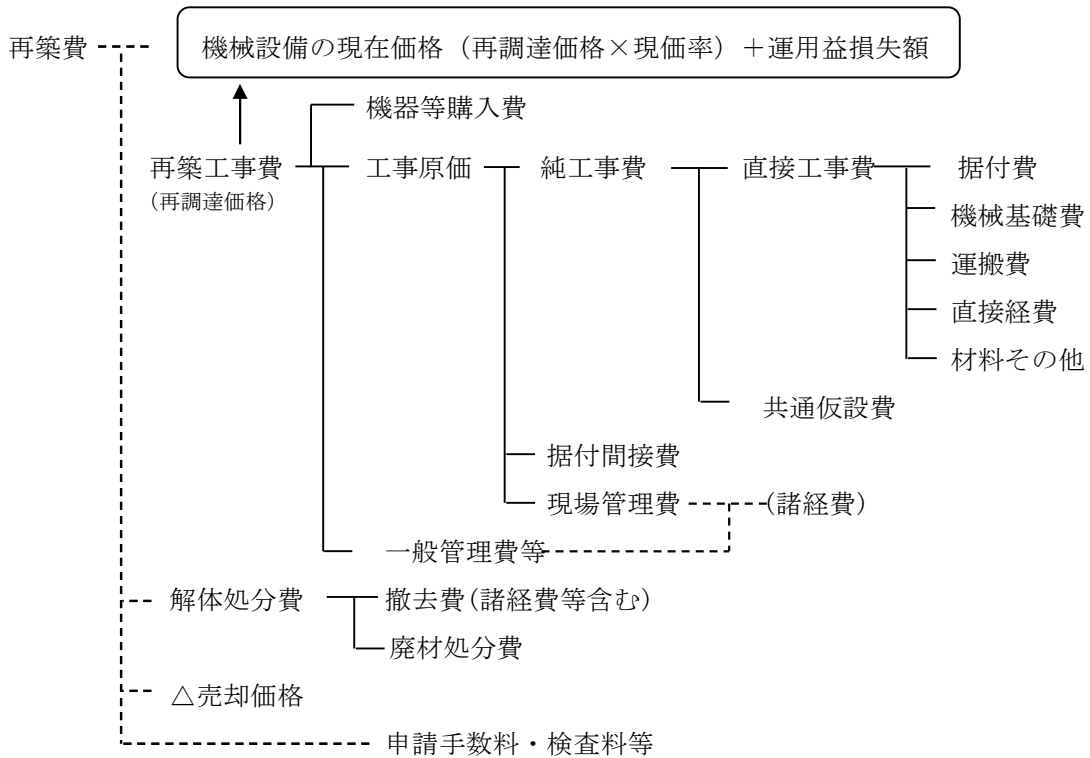 再築費
機械設備の現在価格（再調達価格×現価率）＋運用益損失額
機器等購入費
再築工事費 工事原価 純工事費 直接工事費 据付費
(再調達価格)
機械基礎費
運搬費
直接経費
材料その他
共通仮設費
据付間接費
現場管理費 (諸経費)
一般管理費等
解体処分費 撤去費(諸経費等含む)
廃材処分費
△売却価格
申請手数料・検査料等